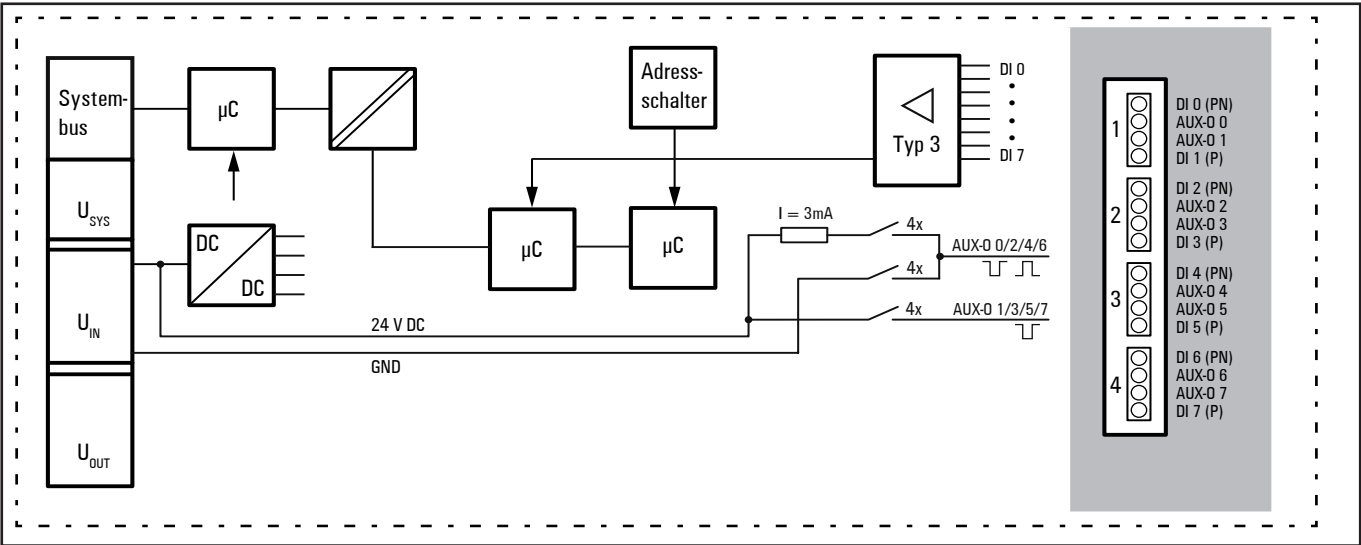 System-
bus
µC
Adress-
schalter
Typ 3
DI 0
DI 7
U SYS
DC
DC
µC
µC
I = 3mA
4x
AUX-O 0/2/4/6
4x
4x
AUX-O 1/3/5/7
U IN
24 V DC
GND
U OUT
1
DI 0 (PN)
AUX-O 0
AUX-O 1
DI 1 (P)
2
DI 2 (PN)
AUX-O 2
AUX-O 3
DI 3 (P)
3
DI 4 (PN)
AUX-O 4
AUX-O 5
DI 5 (P)
4
DI 6 (PN)
AUX-O 6
AUX-O 7
DI 7 (P)